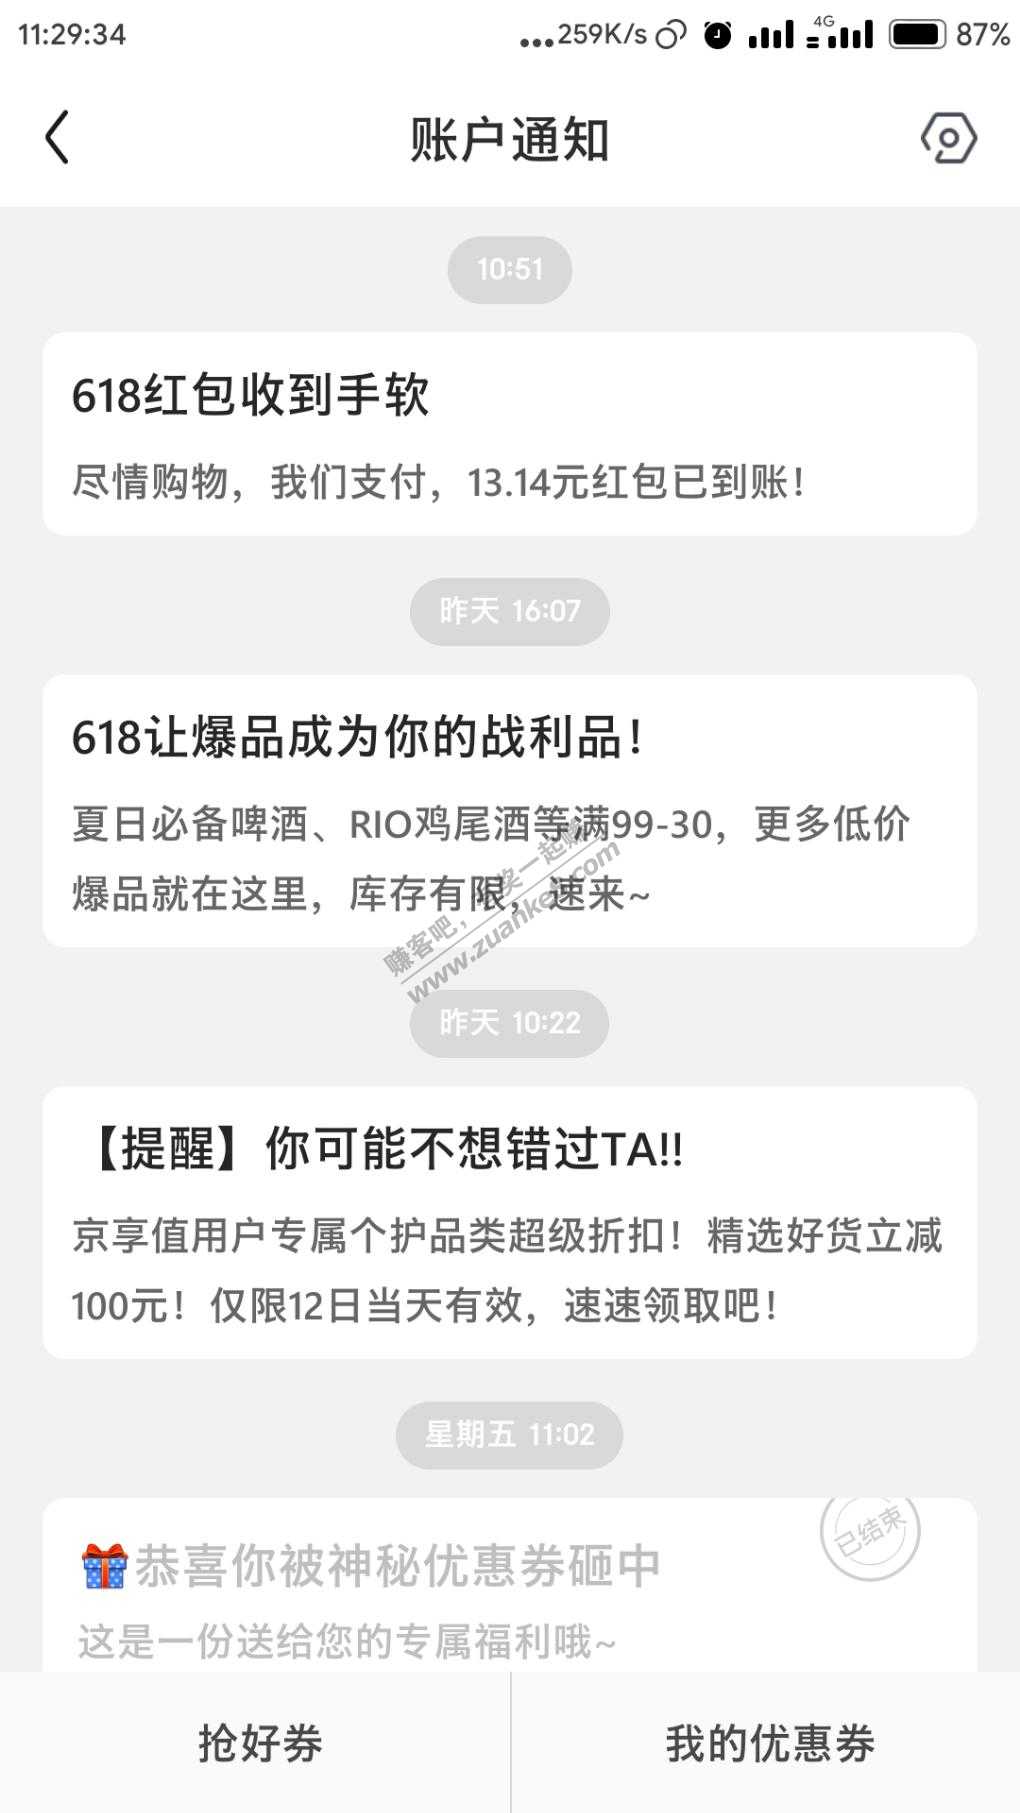 11:29:34
...259K/s
4G
87%
账户通知
10:51
618红包收到手软
尽情购物，我们支付，13.14元红包已到账！
昨天 16:07
618让爆品成为你的战利品！
夏日必备啤酒、RIO鸡尾酒等满99-30，更多低价
爆品就在这里，库存有限，速来~
赚客吧，有奖一起赚
www.zuanke8.com
昨天 10:22
【提醒】你可能不想错过TA!!
京享值用户专属个护品类超级折扣！精选好货立减
100元！仅限12日当天有效，速速领取吧！
星期五 11:02
已结束
恭喜你被神秘优惠券砸中
这是一份送给您的专属福利哦~
抢好券
我的优惠券